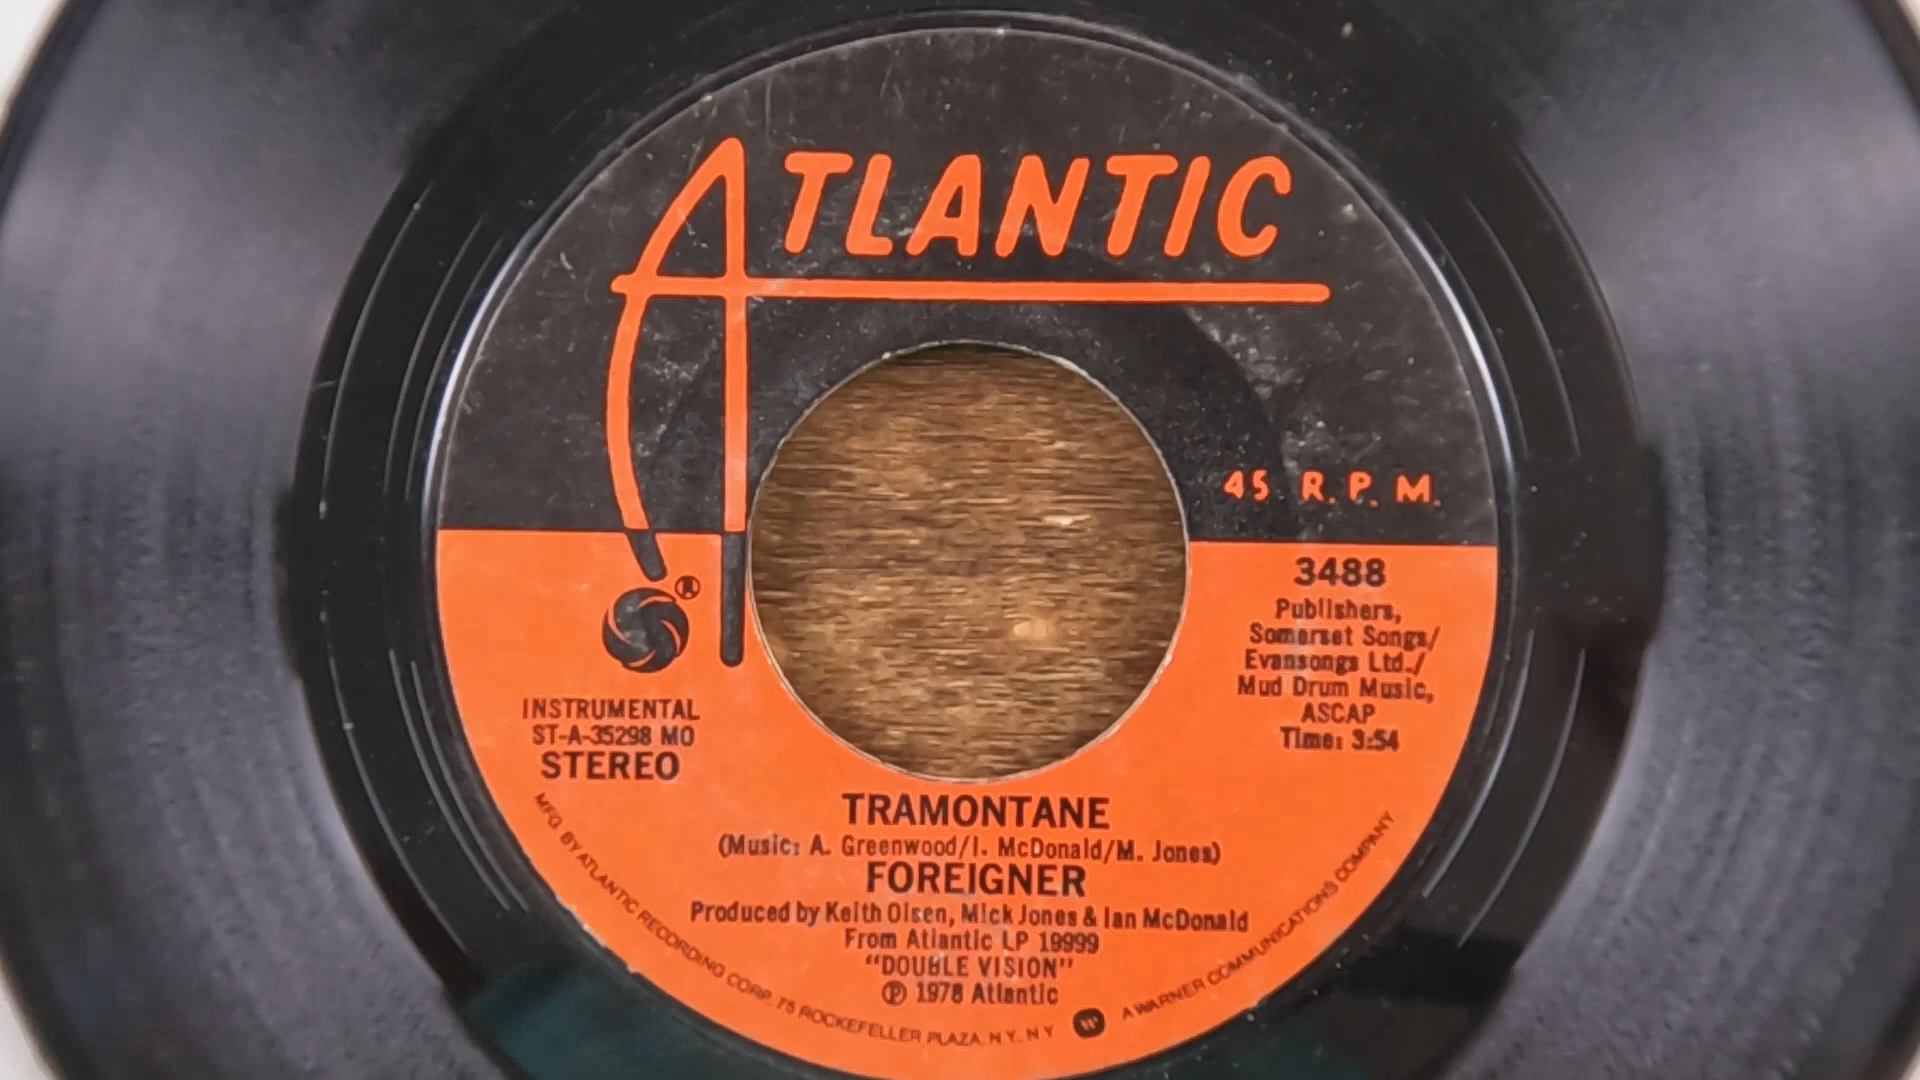 ATLANTIC
45 R.P.M.
®
3488
Publishers,
Somerset Songs/
Evansongs Ltd./
Mud Drum Music,
ASCAP
Time: 3:54
INSTRUMENTAL
ST-A-35298 MO
STEREO
TRAMONTANE
(Music: A. Greenwood/I. McDonald/M. Jones)
FOREIGNER
Produced by Keith Olsen, Mick Jones & Ian McDonald
From Atlantic LP 19999
"DOUBLE VISION"
Ⓟ 1978 Atlantic
MFG. BY ATLANTIC RECORDING CORP. 75 ROCKEFELLER PLAZA, N.Y., N.Y. A WARNER COMMUNICATIONS COMPANY